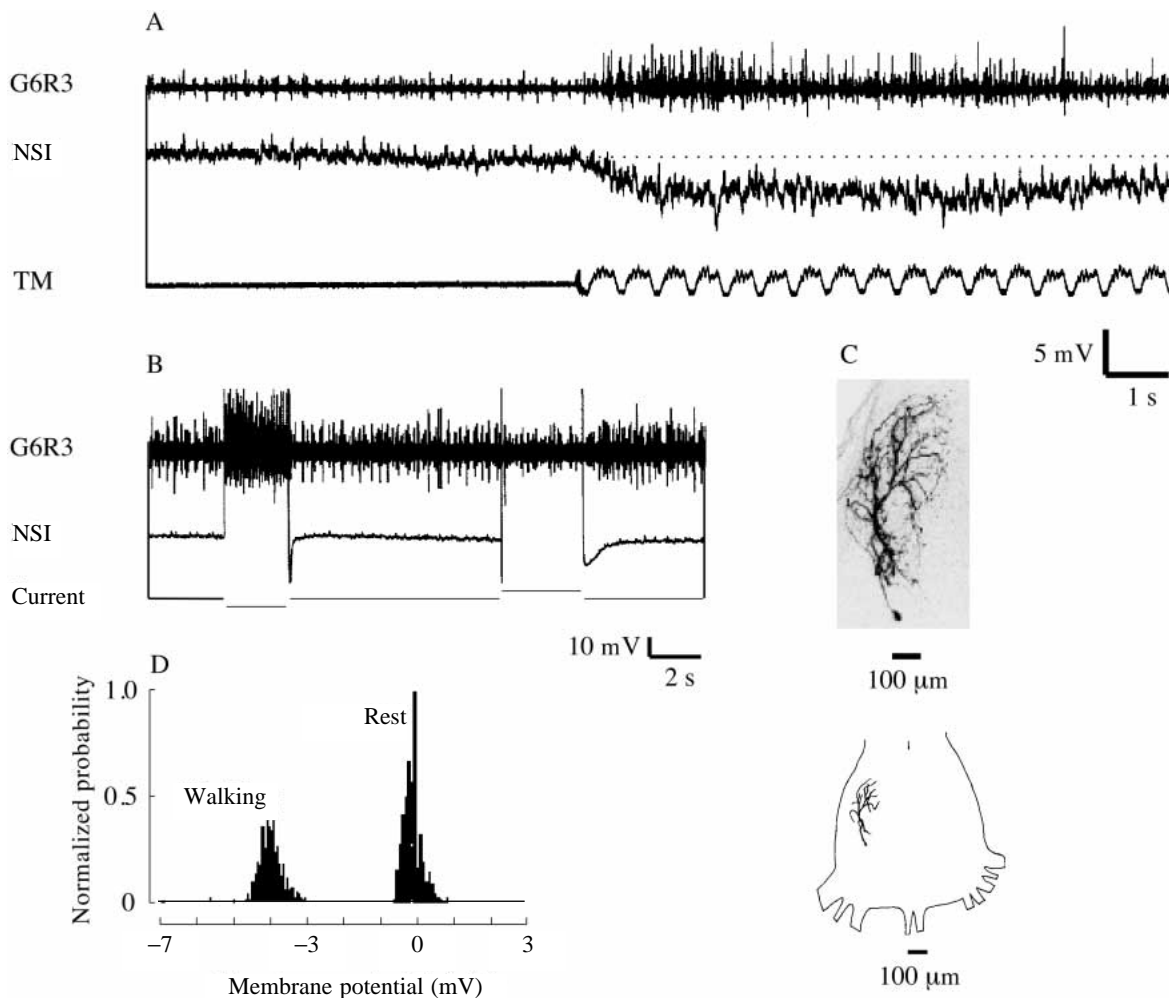 A
G6R3
NSI
TM
5 mV
1 s
B
G6R3
NSI
Current
10 mV
2 s
C
100 µm
100 µm
D
Normalized probability
1.0
0.5
0
Rest
Walking
−7
−3
0
3
Membrane potential (mV)